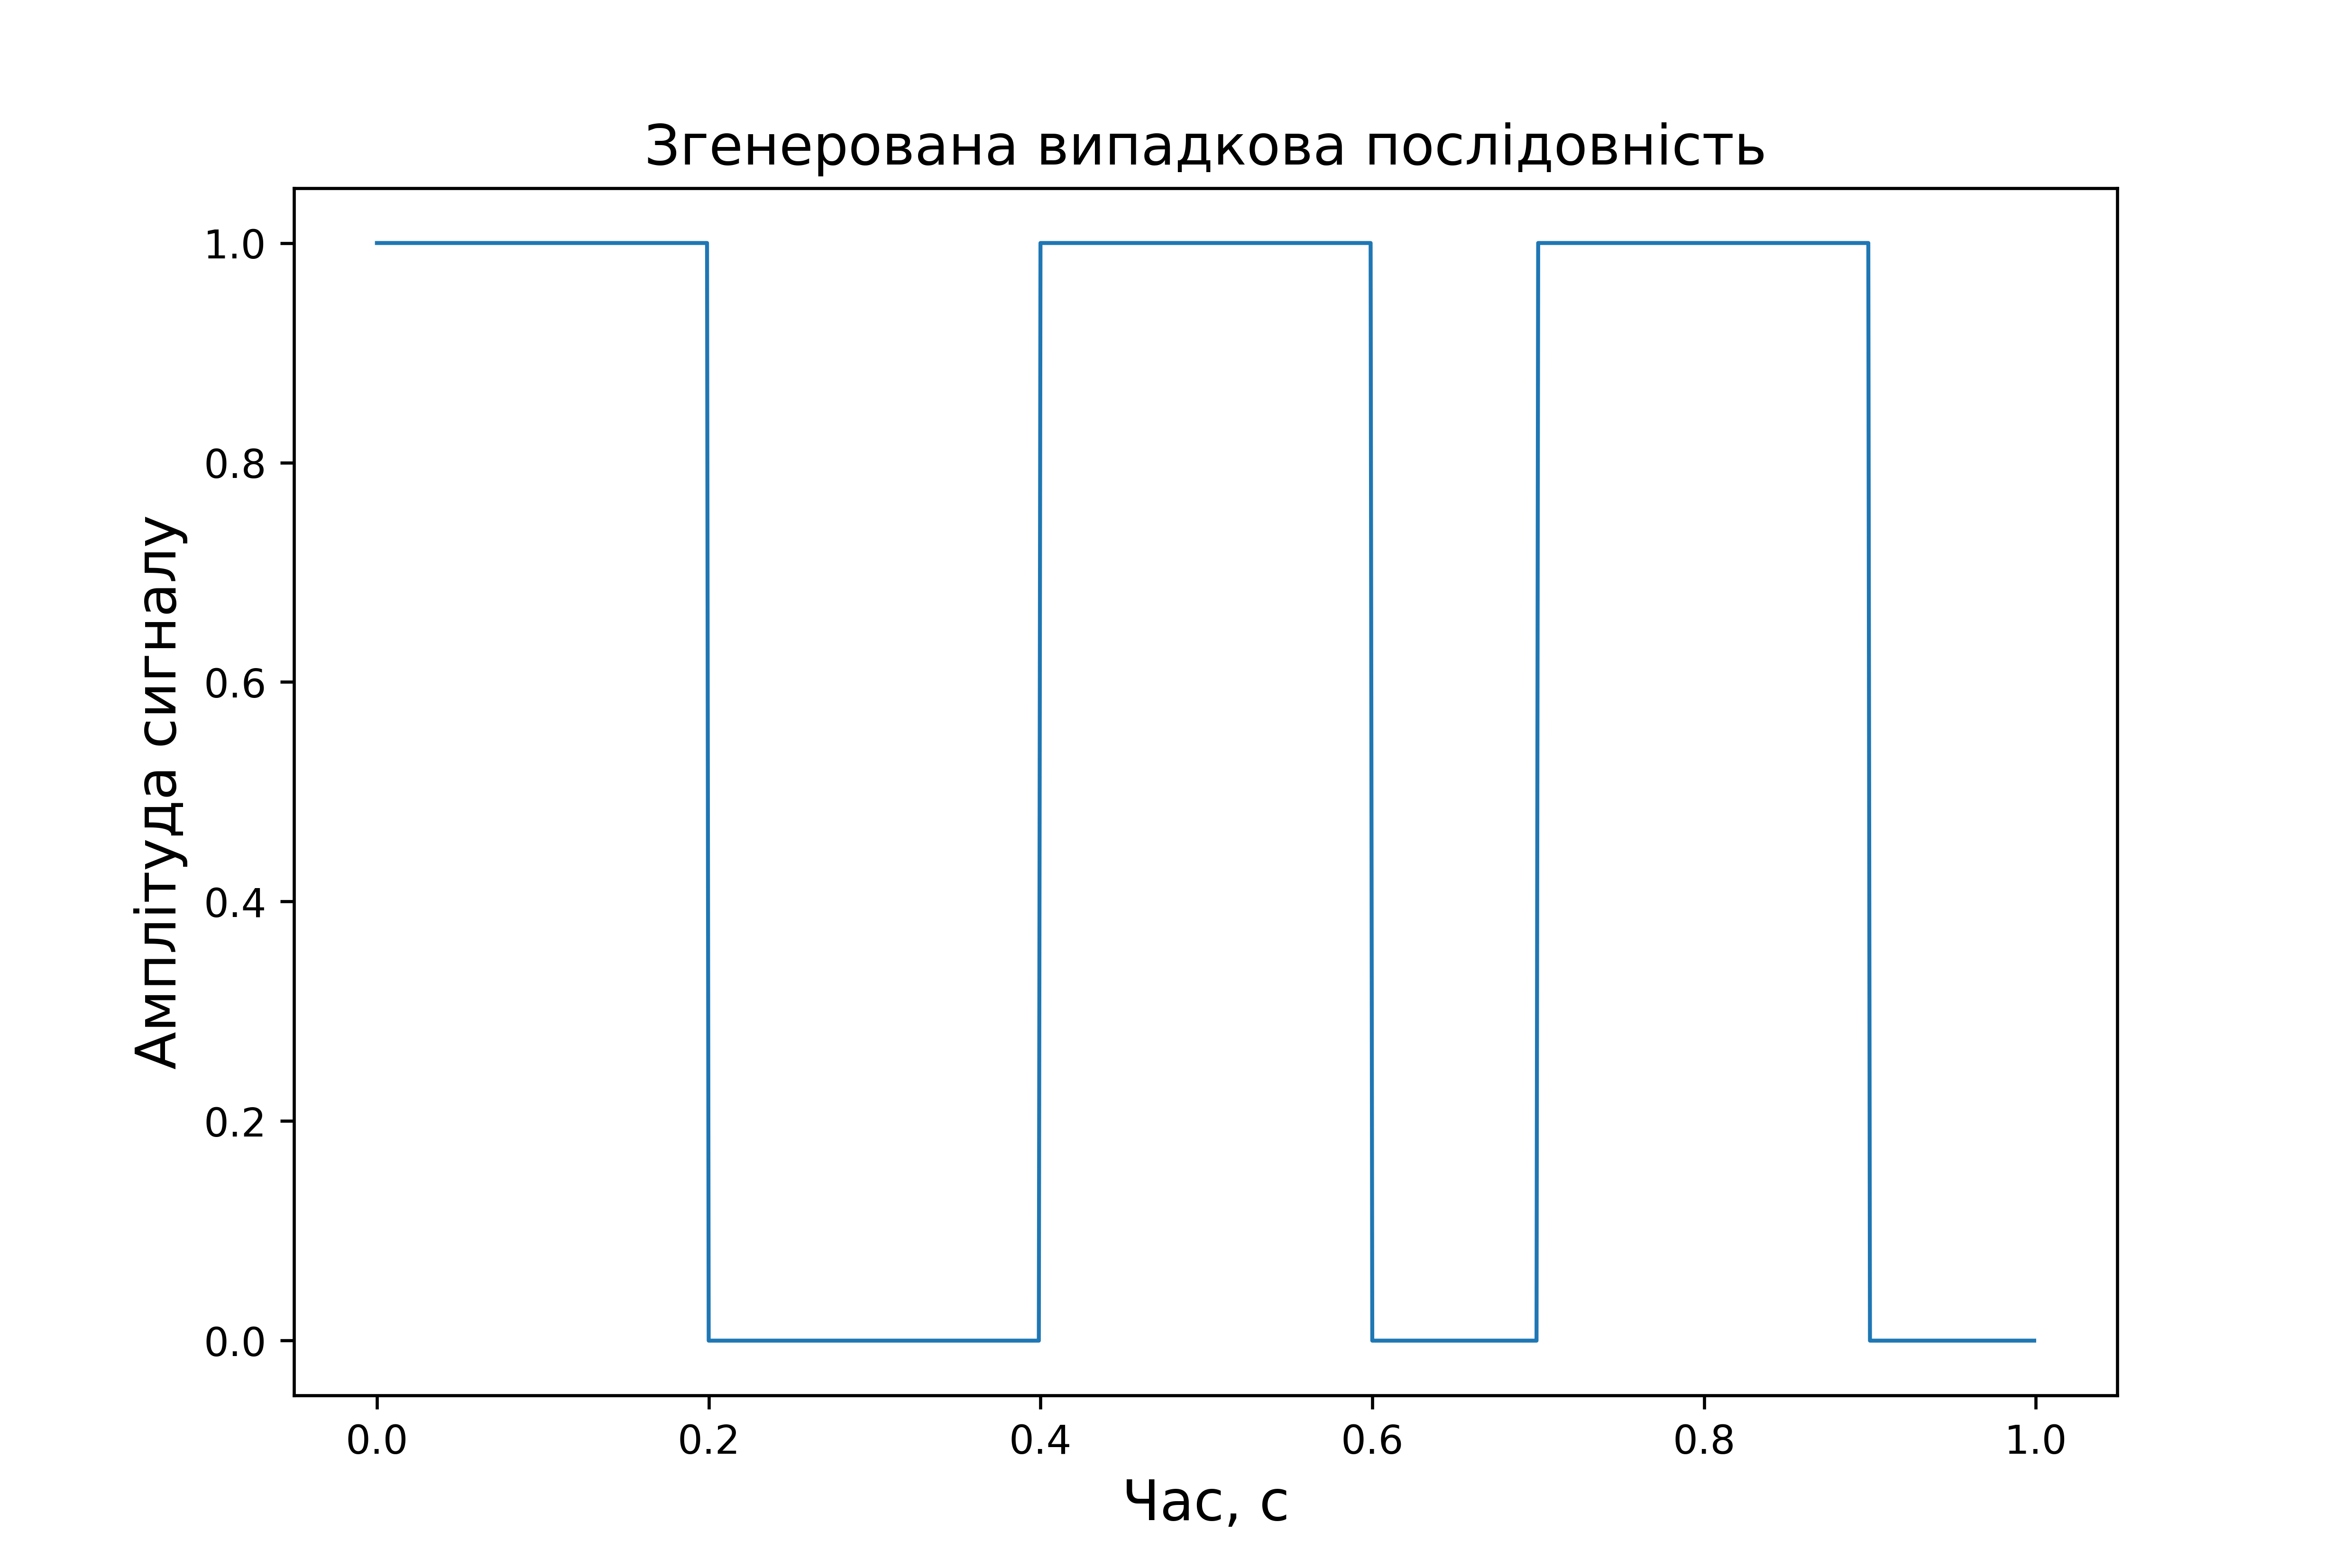 Згенерована випадкова послідовність
1.0
0.8
0.6
0.4
0.2
0.0
Амплітуда сигналу
0.0 0.2 0.4 0.6 0.8 1.0
Час, с